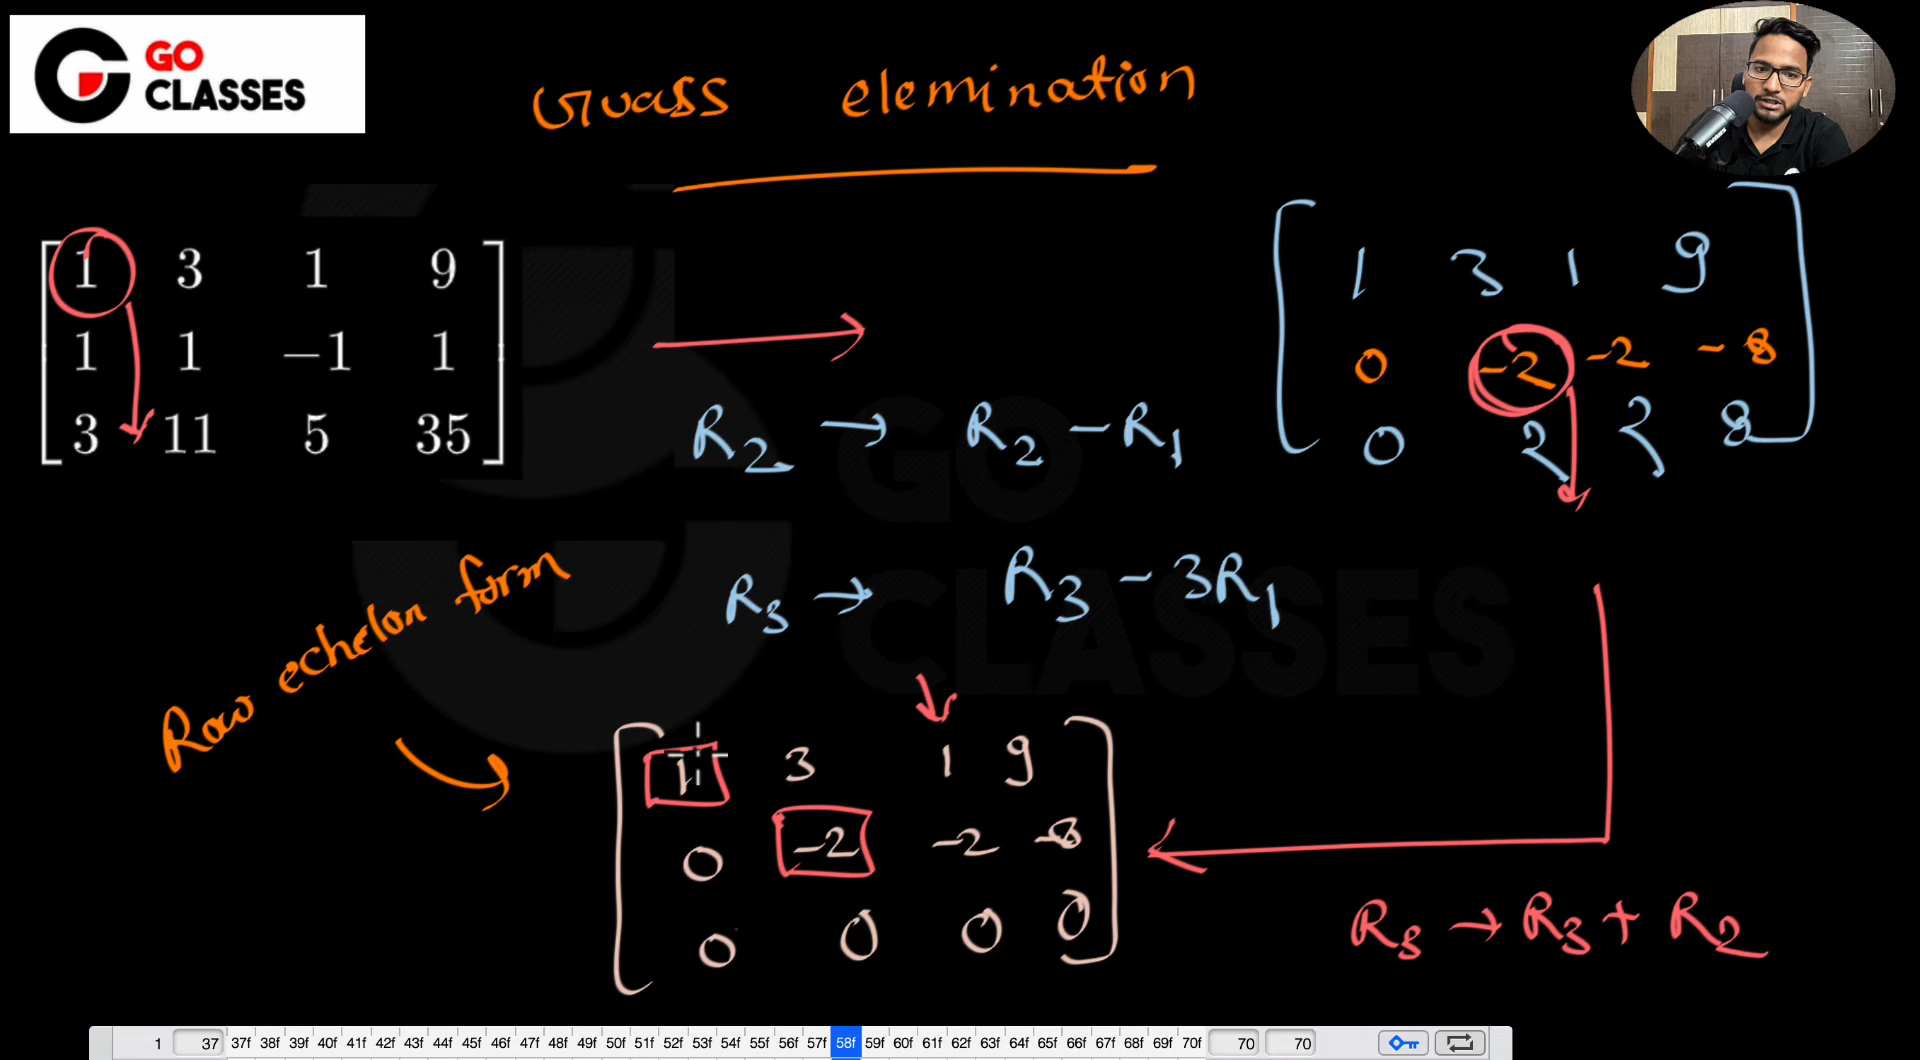 GO
CLASSES
Guass elemination
1 3 1 9
1 1 −1 1
3 11 5 35
R2 → R2 − R1
R3 → R3 − 3R1
1 3 1 9
0 -2 -2 -8
0 2 2 8
Row echelon form
1 3 1 9
0 -2 -2 -8
0 0 0 0
R3 → R3 + R2
GO
CLASSES
1 37 37f 38f 39f 40f 41f 42f 43f 44f 45f 46f 47f 48f 49f 50f 51f 52f 53f 54f 55f 56f 57f 58f 59f 60f 61f 62f 63f 64f 65f 66f 67f 68f 69f 70f 70 70